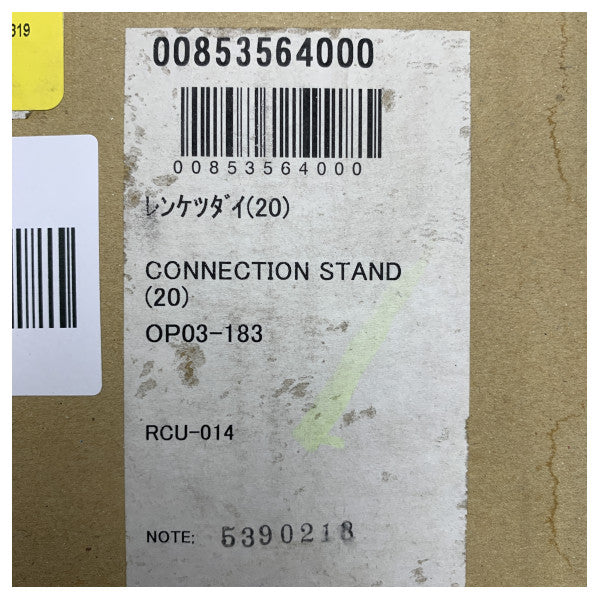 319
00853564000
00853564000
ﾚﾝｹﾂﾀﾞｲ(20)
CONNECTION STAND
(20)
OP03-183
RCU-014
NOTE: 5390218